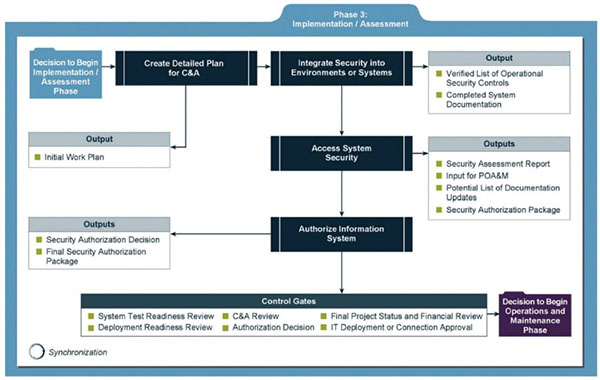 Phase 3:
Implementation / Assessment
Decision to Begin
Implementation /
Assessment
Phase
Create Detailed Plan
for C&A
Integrate Security into
Environments or Systems
Output
Verified List of Operational
Security Controls
Completed System
Documentation
Output
Initial Work Plan
Access System
Security
Outputs
Security Assessment Report
Input for POA&M
Potential List of Documentation
Updates
Security Authorization Package
Outputs
Security Authorization Decision
Final Security Authorization
Package
Authorize Information
System
Control Gates
System Test Readiness Review
C&A Review
Final Project Status and Financial Review
Deployment Readiness Review
Authorization Decision
IT Deployment or Connection Approval
Decision to Begin
Operations and
Maintenance
Phase
Synchronization